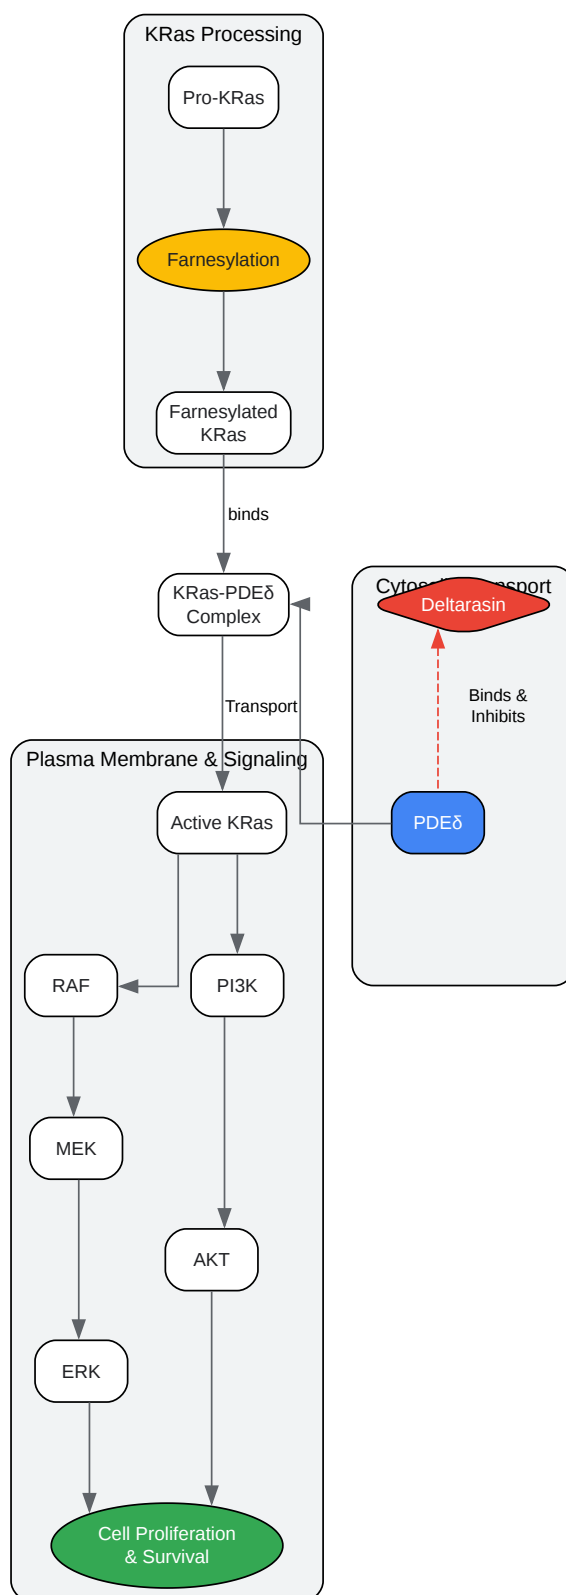 KRas Processing
Pro-KRas
Farnesylation
Farnesylated
KRas
binds
KRas-PDEδ
Complex
Deltarasin
Binds &
Inhibits
Transport
Plasma Membrane & Signaling
Active KRas
PDEδ
RAF
PI3K
MEK
AKT
ERK
Cell Proliferation
& Survival